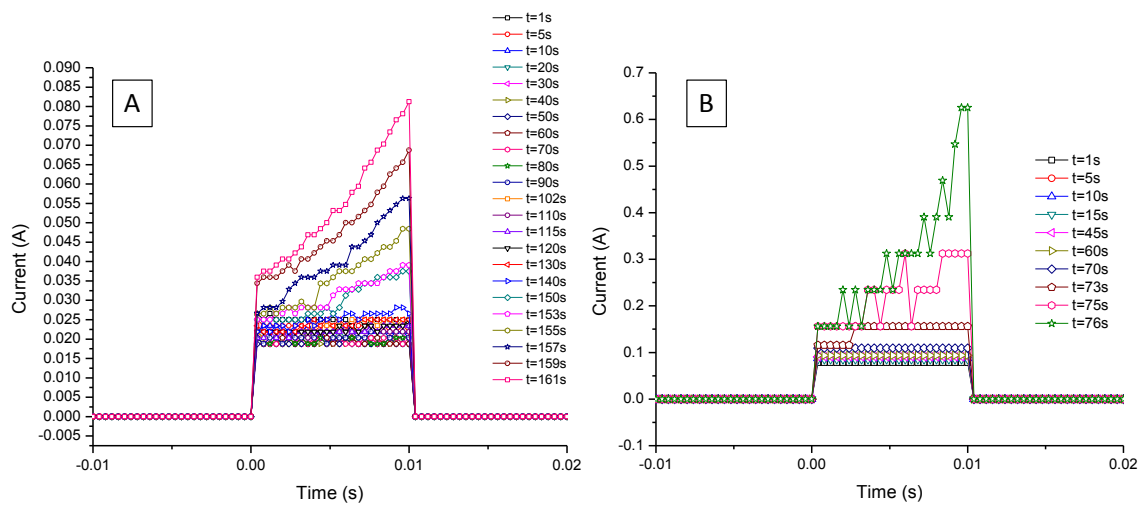 A
0.090
0.085
0.080
0.075
0.070
0.065
0.060
0.055
0.050
0.045
0.040
0.035
0.030
0.025
0.020
0.015
0.010
0.005
0.000
-0.005
Current (A)
-0.01
0.00
0.01
0.02
Time (s)
t=1s
t=5s
t=10s
t=20s
t=30s
t=40s
t=50s
t=60s
t=70s
t=80s
t=90s
t=102s
t=110s
t=115s
t=120s
t=130s
t=140s
t=150s
t=153s
t=155s
t=157s
t=159s
t=161s
B
0.7
0.6
0.5
0.4
0.3
0.2
0.1
0.0
-0.1
Current (A)
-0.01
0.00
0.01
0.02
Time (s)
t=1s
t=5s
t=10s
t=15s
t=45s
t=60s
t=70s
t=73s
t=75s
t=76s